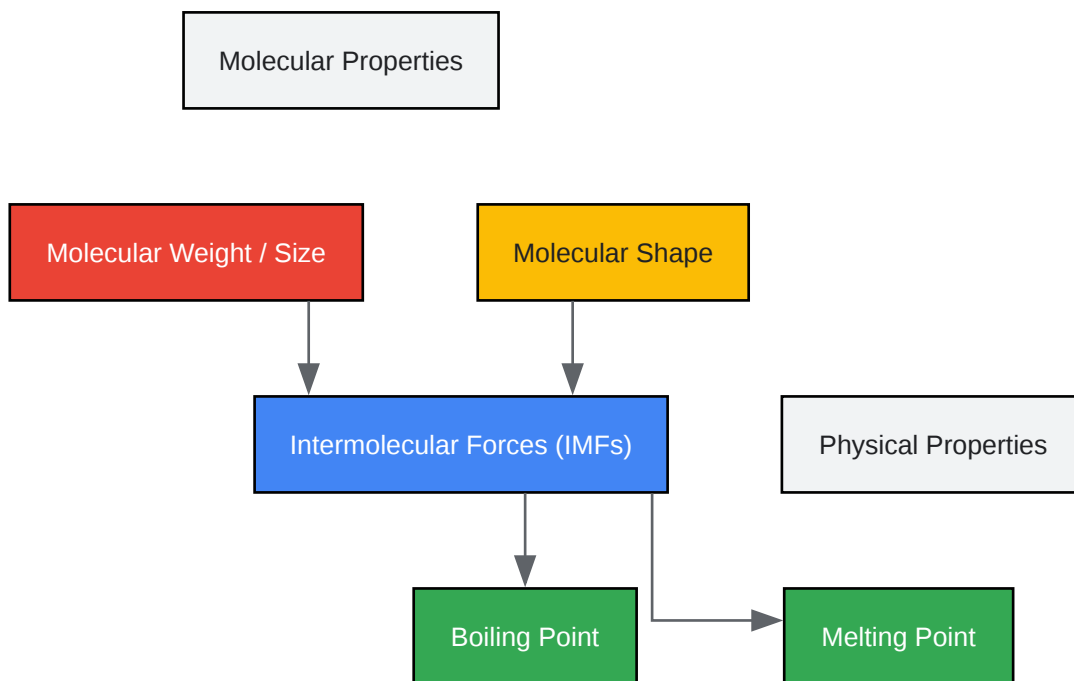 Molecular Properties
Molecular Weight / Size
Molecular Shape
Intermolecular Forces (IMFs)
Physical Properties
Boiling Point
Melting Point